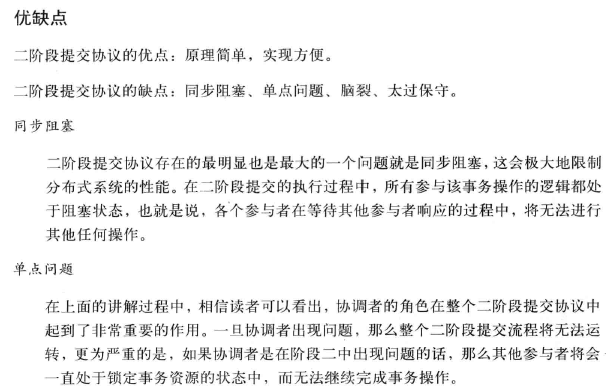 优缺点
二阶段提交协议的优点：原理简单，实现方便。
二阶段提交协议的缺点：同步阻塞、单点问题、脑裂、太过保守。
同步阻塞
二阶段提交协议存在的最明显也是最大的一个问题就是同步阻塞，这会极大地限制
分布式系统的性能。在二阶段提交的执行过程中，所有参与该事务操作的逻辑都处
于阻塞状态，也就是说，各个参与者在等待其他参与者响应的过程中，将无法进行
其他任何操作。
单点问题
在上面的讲解过程中，相信读者可以看出，协调者的角色在整个二阶段提交协议中
起到了非常重要的作用。一旦协调者出现问题，那么整个二阶段提交流程将无法运
转，更为严重的是，如果协调者是在阶段二中出现问题的话，那么其他参与者将会
一直处于锁定事务资源的状态中，而无法继续完成事务操作。